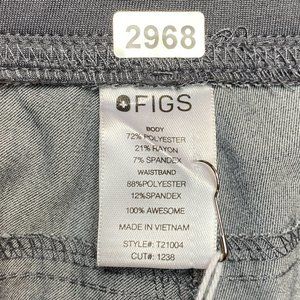 2968
FIGS
BODY
72% POLYESTER
21% RAYON
7% SPANDEX
WAISTBAND
88%POLYESTER
12%SPANDEX
100% AWESOME
MADE IN VIETNAM
STYLE#: T21004
CUT#: 1238